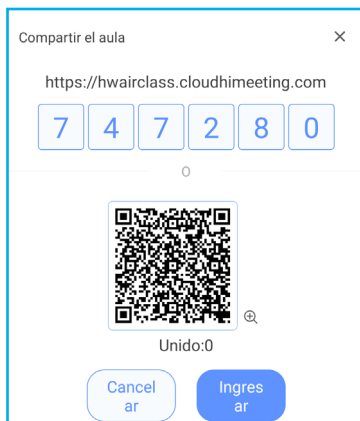 Compartir el aula
https://hwairclass.cloudhimeeting.com
7 4 7 2 8 0
O
Unido:0
Cancel
ar
Ingres
ar